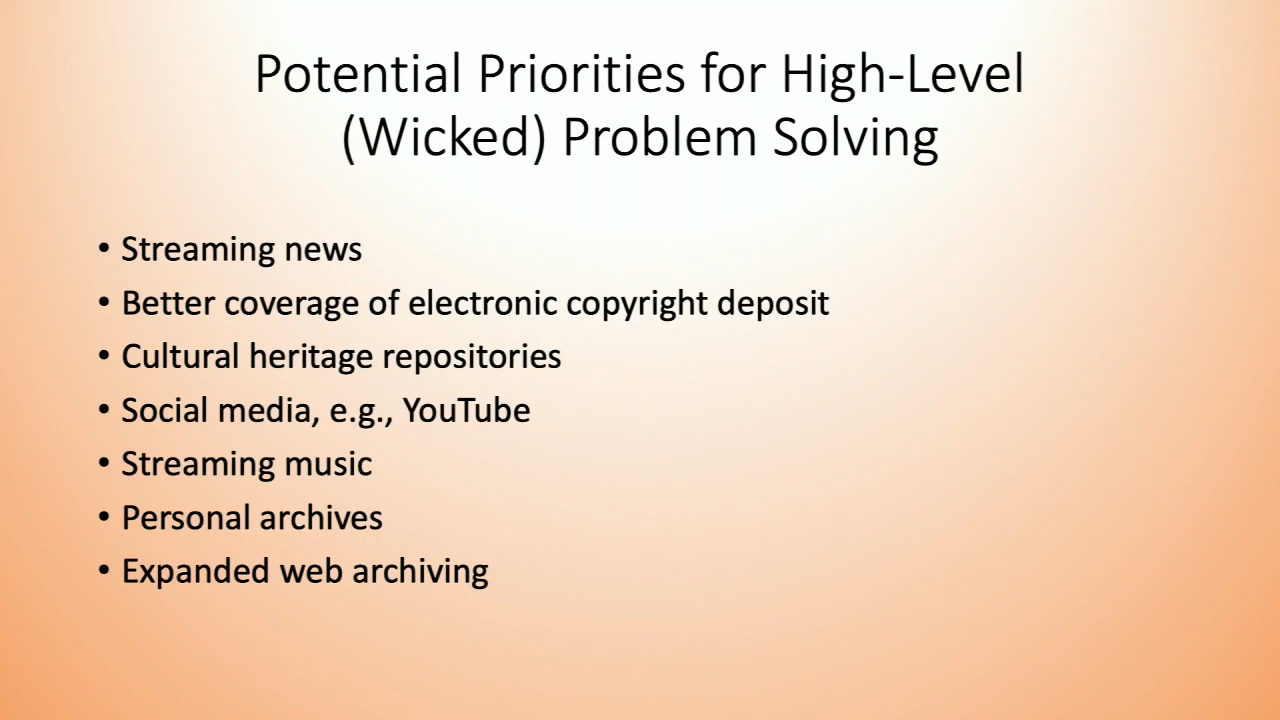 Potential Priorities for High-Level
(Wicked) Problem Solving
• Streaming news
• Better coverage of electronic copyright deposit
• Cultural heritage repositories
• Social media, e.g., YouTube
• Streaming music
• Personal archives
• Expanded web archiving